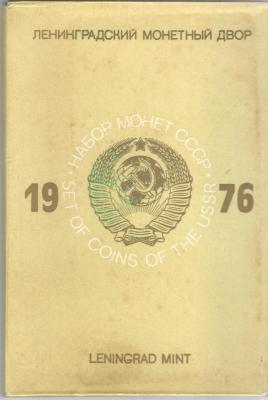 ЛЕНИНГРАДСКИЙ МОНЕТНЫЙ ДВОР
• НАБОР МОНЕТ СССР •
19 76
SET OF COINS OF THE USSR
LENINGRAD MINT